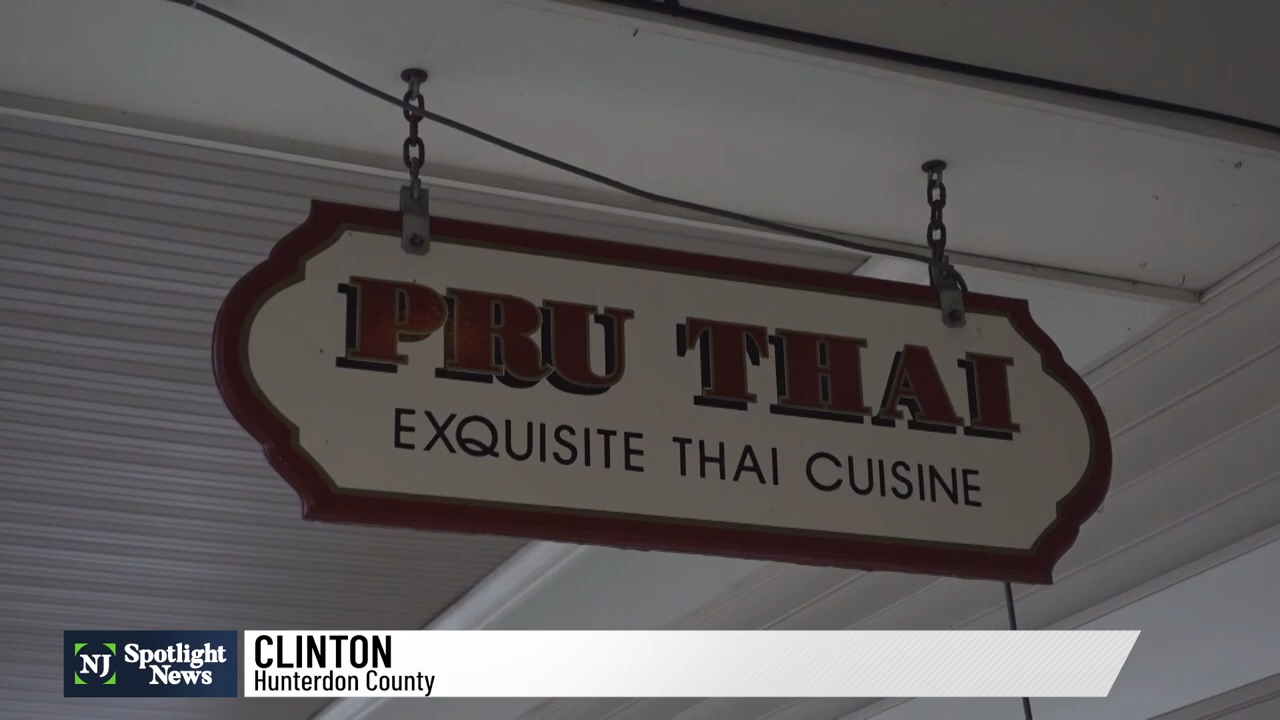 PRU THAI
EXQUISITE THAI CUISINE
NJ Spotlight
News
CLINTON
Hunterdon County